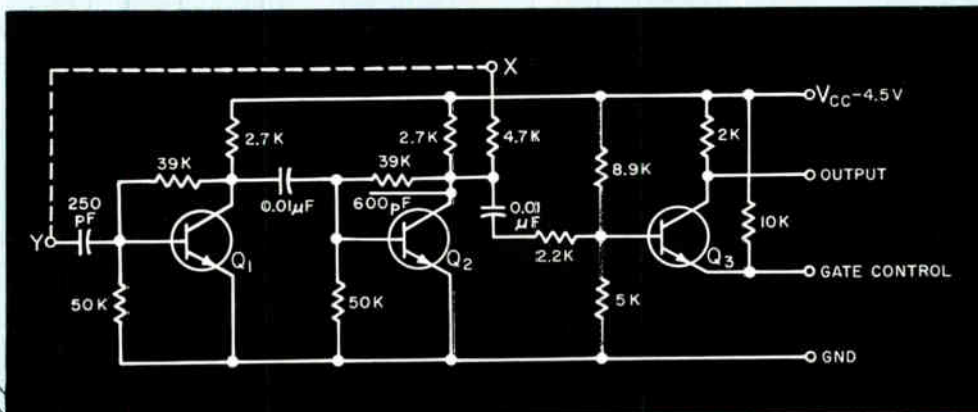 X
VCC-4.5V
2.7K
2.7K
4.7K
2K
39K
39K
8.9K
OUTPUT
250
pF
0.01µF
600pF
0.01
µF
10K
Y
Q1
Q2
2.2K
Q3
GATE CONTROL
50K
50K
5K
GND